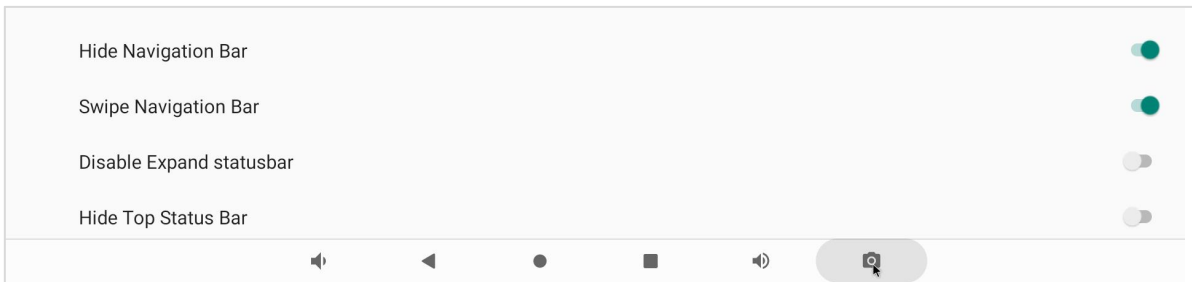 Hide Navigation Bar
Swipe Navigation Bar
Disable Expand statusbar
Hide Top Status Bar